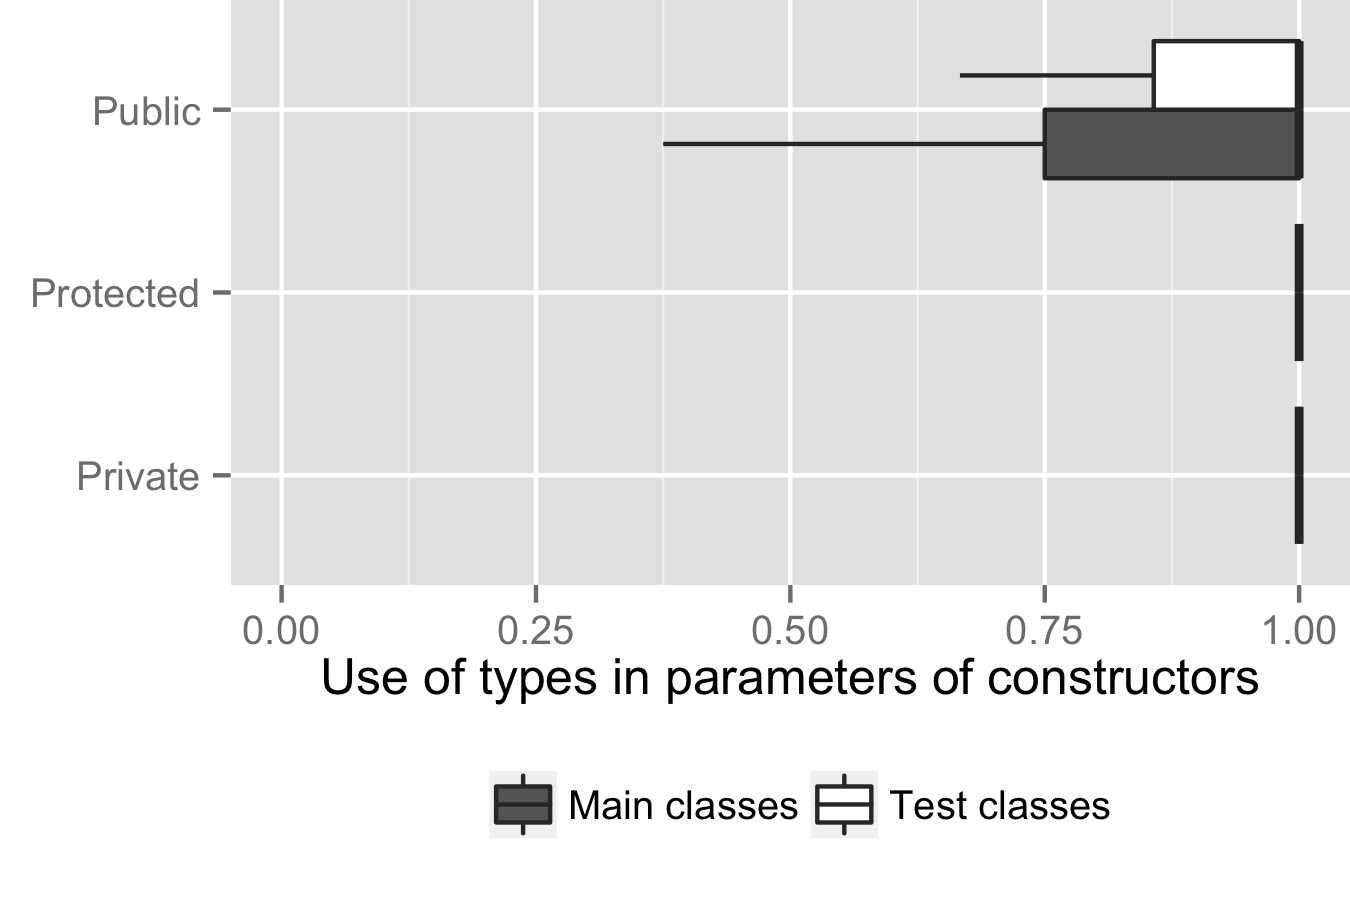 Public
Protected
Private
0.00 0.25 0.50 0.75 1.00
Use of types in parameters of constructors
Main classes Test classes